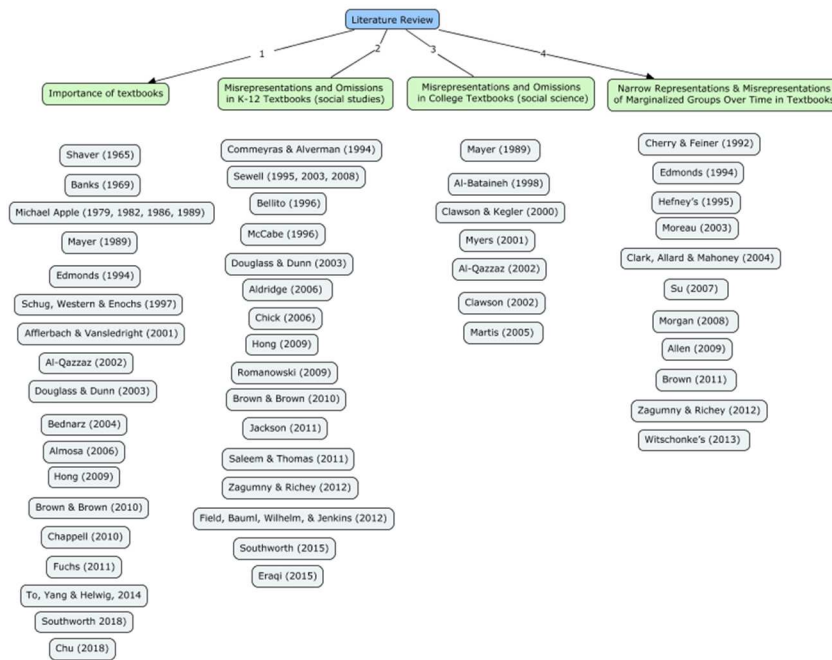 Literature Review
1
2
3
4
Importance of textbooks
Misrepresentations and Omissions
in K-12 Textbooks (social studies)
Misrepresentations and Omissions
in College Textbooks (social science)
Narrow Representations & Misrepresentations
of Marginalized Groups Over Time in Textbooks
Shaver (1965)
Banks (1969)
Michael Apple (1979, 1982, 1986, 1989)
Mayer (1989)
Edmonds (1994)
Schug, Western & Enochs (1997)
Afflerbach & Vansledright (2001)
Al-Qazzaz (2002)
Douglass & Dunn (2003)
Bednarz (2004)
Almosa (2006)
Hong (2009)
Brown & Brown (2010)
Chappell (2010)
Fuchs (2011)
To, Yang & Helwig, 2014
Southworth 2018)
Chu (2018)
Commeyras & Alverman (1994)
Sewell (1995, 2003, 2008)
Bellito (1996)
McCabe (1996)
Douglass & Dunn (2003)
Aldridge (2006)
Chick (2006)
Hong (2009)
Romanowski (2009)
Brown & Brown (2010)
Jackson (2011)
Saleem & Thomas (2011)
Zagumny & Richey (2012)
Field, Bauml, Wilhelm, & Jenkins (2012)
Southworth (2015)
Eraqi (2015)
Mayer (1989)
Al-Bataineh (1998)
Clawson & Kegler (2000)
Myers (2001)
Al-Qazzaz (2002)
Clawson (2002)
Martis (2005)
Cherry & Feiner (1992)
Edmonds (1994)
Hefney's (1995)
Moreau (2003)
Clark, Allard & Mahoney (2004)
Su (2007)
Morgan (2008)
Allen (2009)
Brown (2011)
Zagumny & Richey (2012)
Witschonke's (2013)